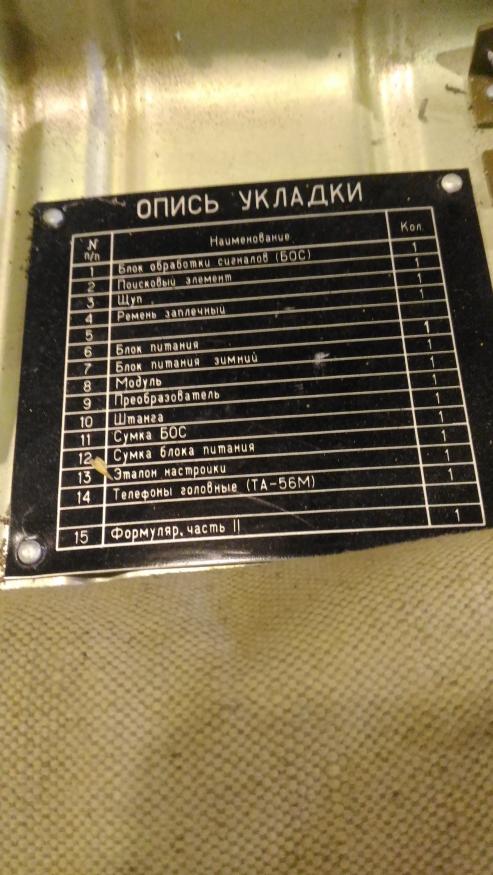 ОПИСЬ УКЛАДКИ
N п/п Наименование Кол.
1 Блок обработки сигналов (БОС) 1
2 Поисковый элемент 1
3 Щуп 1
4 Ремень заплечный 1
5
6 Блок питания 1
7 Блок питания зимний 1
8 Модуль 1
9 Преобразователь 1
10 Штанга 1
11 Сумка БОС 1
12 Сумка блока питания 1
13 Эталон настройки 1
14 Телефоны головные (ТА-56М) 1
15 Формуляр. часть II 1